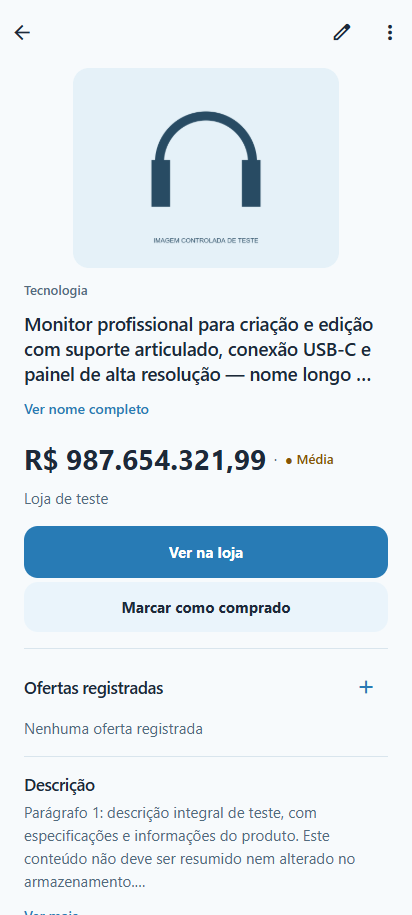 IMAGEM CONTROLADA DE TESTE
Tecnologia
Monitor profissional para criação e edição
com suporte articulado, conexão USB-C e
painel de alta resolução — nome longo ...
Ver nome completo
R$ 987.654.321,99 · ● Média
Loja de teste
Ver na loja
Marcar como comprado
Ofertas registradas +
Nenhuma oferta registrada
Descrição
Parágrafo 1: descrição integral de teste, com
especificações e informações do produto. Este
conteúdo não deve ser resumido nem alterado no
armazenamento....
Ver mais